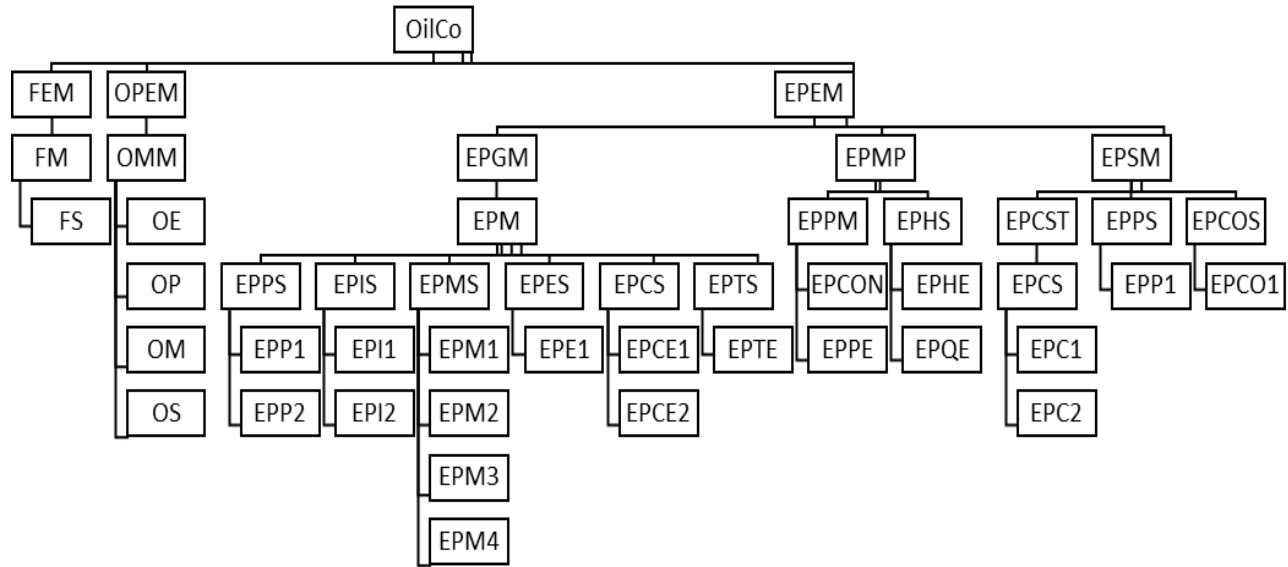 OilCo
FEM OPEM EPEM
FM OMM EPGM EPMP EPSM
FS OE EPM EPPM EPHS EPCST EPPS EPCOS
OP EPPS EPIS EPMS EPES EPCS EPTS EPCON EPHE EPCS EPP1 EPCO1
OM EPP1 EPI1 EPM1 EPE1 EPCE1 EPTE EPPE EPQE EPC1
OS EPP2 EPI2 EPM2 EPCE2 EPC2
EPM3
EPM4